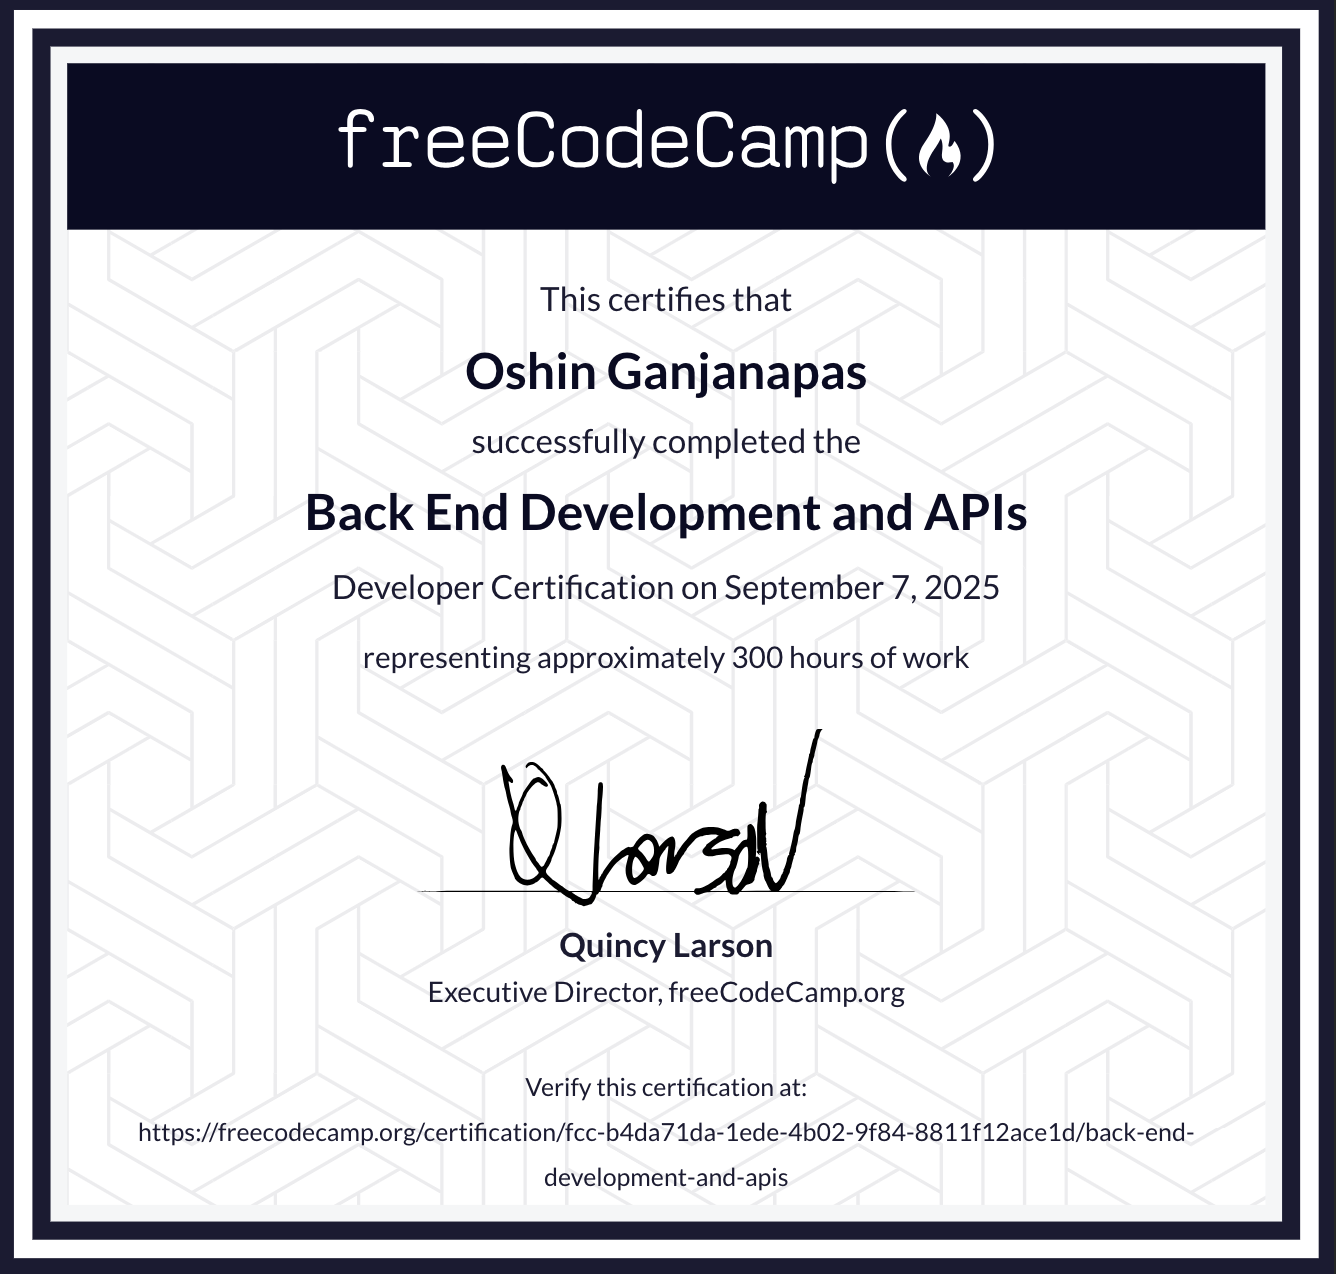 freeCodeCamp(🔥)
This certifies that
Oshin Ganjanapas
successfully completed the
Back End Development and APIs
Developer Certification on September 7, 2025
representing approximately 300 hours of work
QLarson
Quincy Larson
Executive Director, freeCodeCamp.org
Verify this certification at:
https://freecodecamp.org/certification/fcc-b4da71da-1ede-4b02-9f84-8811f12ace1d/back-end-
development-and-apis